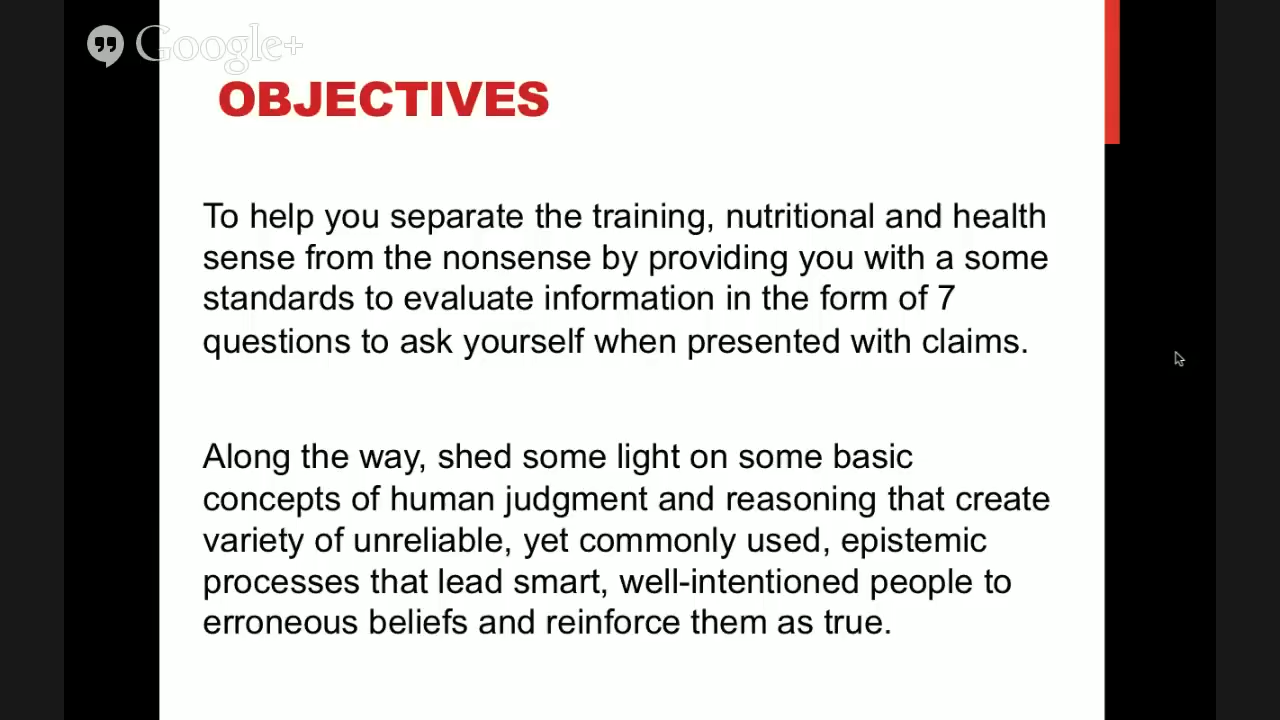 Google+
OBJECTIVES
To help you separate the training, nutritional and health
sense from the nonsense by providing you with a some
standards to evaluate information in the form of 7
questions to ask yourself when presented with claims.
Along the way, shed some light on some basic
concepts of human judgment and reasoning that create
variety of unreliable, yet commonly used, epistemic
processes that lead smart, well-intentioned people to
erroneous beliefs and reinforce them as true.